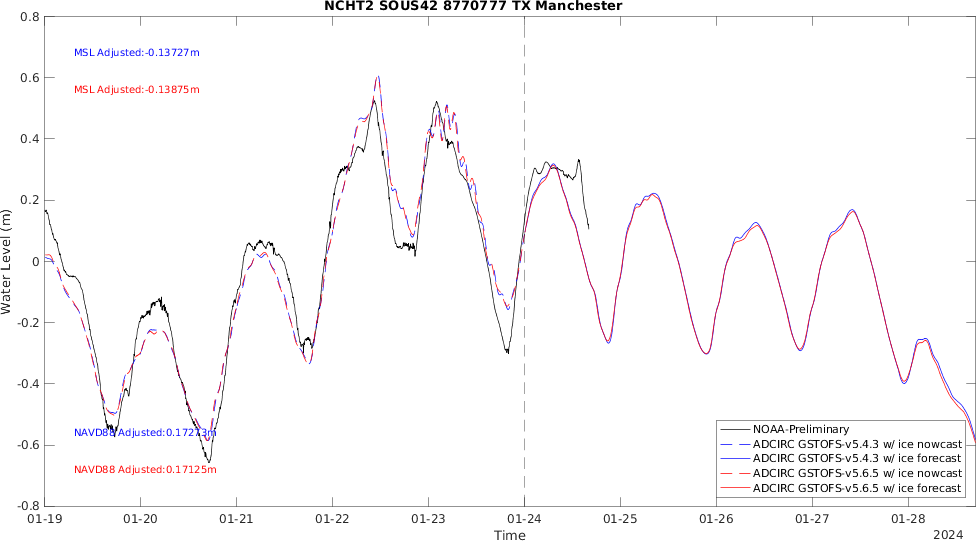 NCHT2 SOUS42 8770777 TX Manchester
0.8
0.6
0.4
0.2
0
-0.2
-0.4
-0.6
-0.8
Water Level (m)
MSL Adjusted:-0.13727m
MSL Adjusted:-0.13875m
NAVD88 Adjusted:0.17273m
NAVD88 Adjusted:0.17125m
NOAA-Preliminary
ADCIRC GSTOFS-v5.4.3 w/ ice nowcast
ADCIRC GSTOFS-v5.4.3 w/ ice forecast
ADCIRC GSTOFS-v5.6.5 w/ ice nowcast
ADCIRC GSTOFS-v5.6.5 w/ ice forecast
01-19 01-20 01-21 01-22 01-23 01-24 01-25 01-26 01-27 01-28
Time
2024